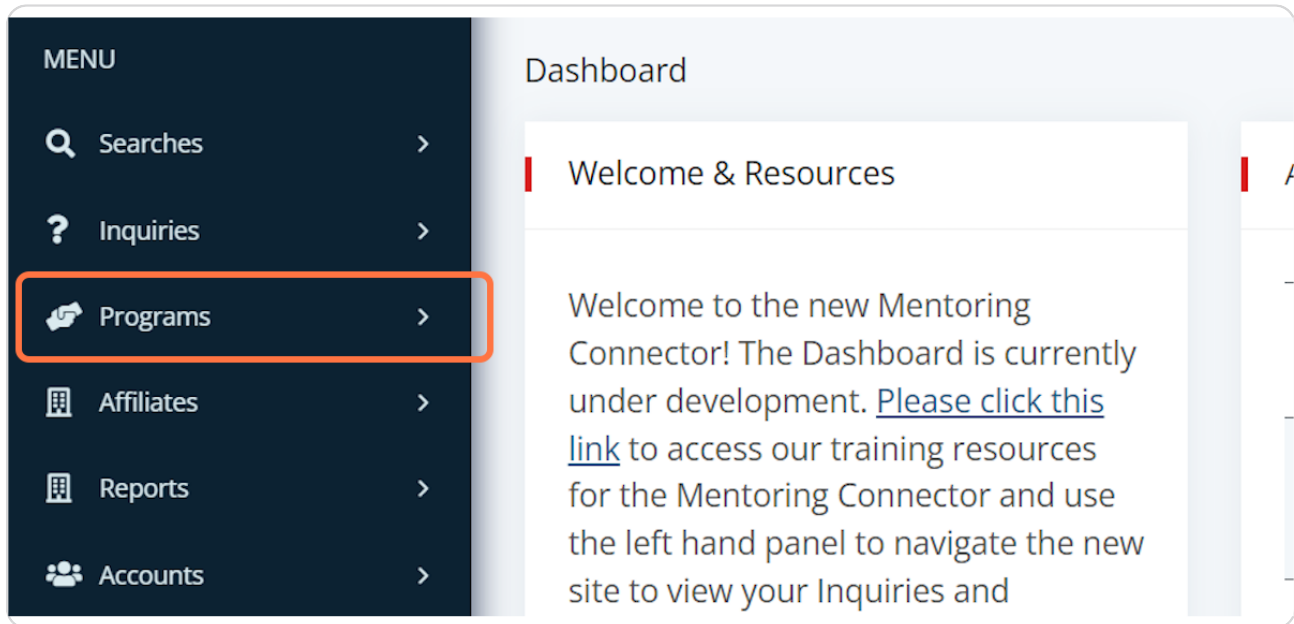 MENU
Searches
Inquiries
Programs
Affiliates
Reports
Accounts
Dashboard
Welcome & Resources
Welcome to the new Mentoring
Connector! The Dashboard is currently
under development. Please click this
link to access our training resources
for the Mentoring Connector and use
the left hand panel to navigate the new
site to view your Inquiries and